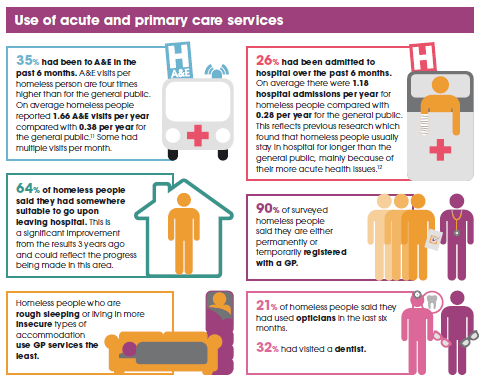 Use of acute and primary care services
35% had been to A&E in the
past 6 months. A&E visits per
homeless person are four times
higher than for the general public.
On average homeless people
reported 1.66 A&E visits per year
compared with 0.38 per year for
the general public.¹¹ Some had
multiple visits per month.
H
A&E
26% had been admitted to
hospital over the past 6 months.
On average there were 1.18
hospital admissions per year for
homeless people compared with
0.28 per year for the general public.
This reflects previous research which
found that homeless people usually
stay in hospital for longer than the
general public, mainly because of
their more acute health issues.¹²
H
64% of homeless people
said they had somewhere
suitable to go upon
leaving hospital. This is
a significant improvement
from the results 3 years ago
and could reflect the progress
being made in this area.
90% of surveyed
homeless people
said they are either
permanently or
temporarily registered
with a GP.
Homeless people who are
rough sleeping or living in more
insecure types of
accommodation
use GP services the
least.
21% of homeless people said they
had used opticians in the last six
months.
32% had visited a dentist.